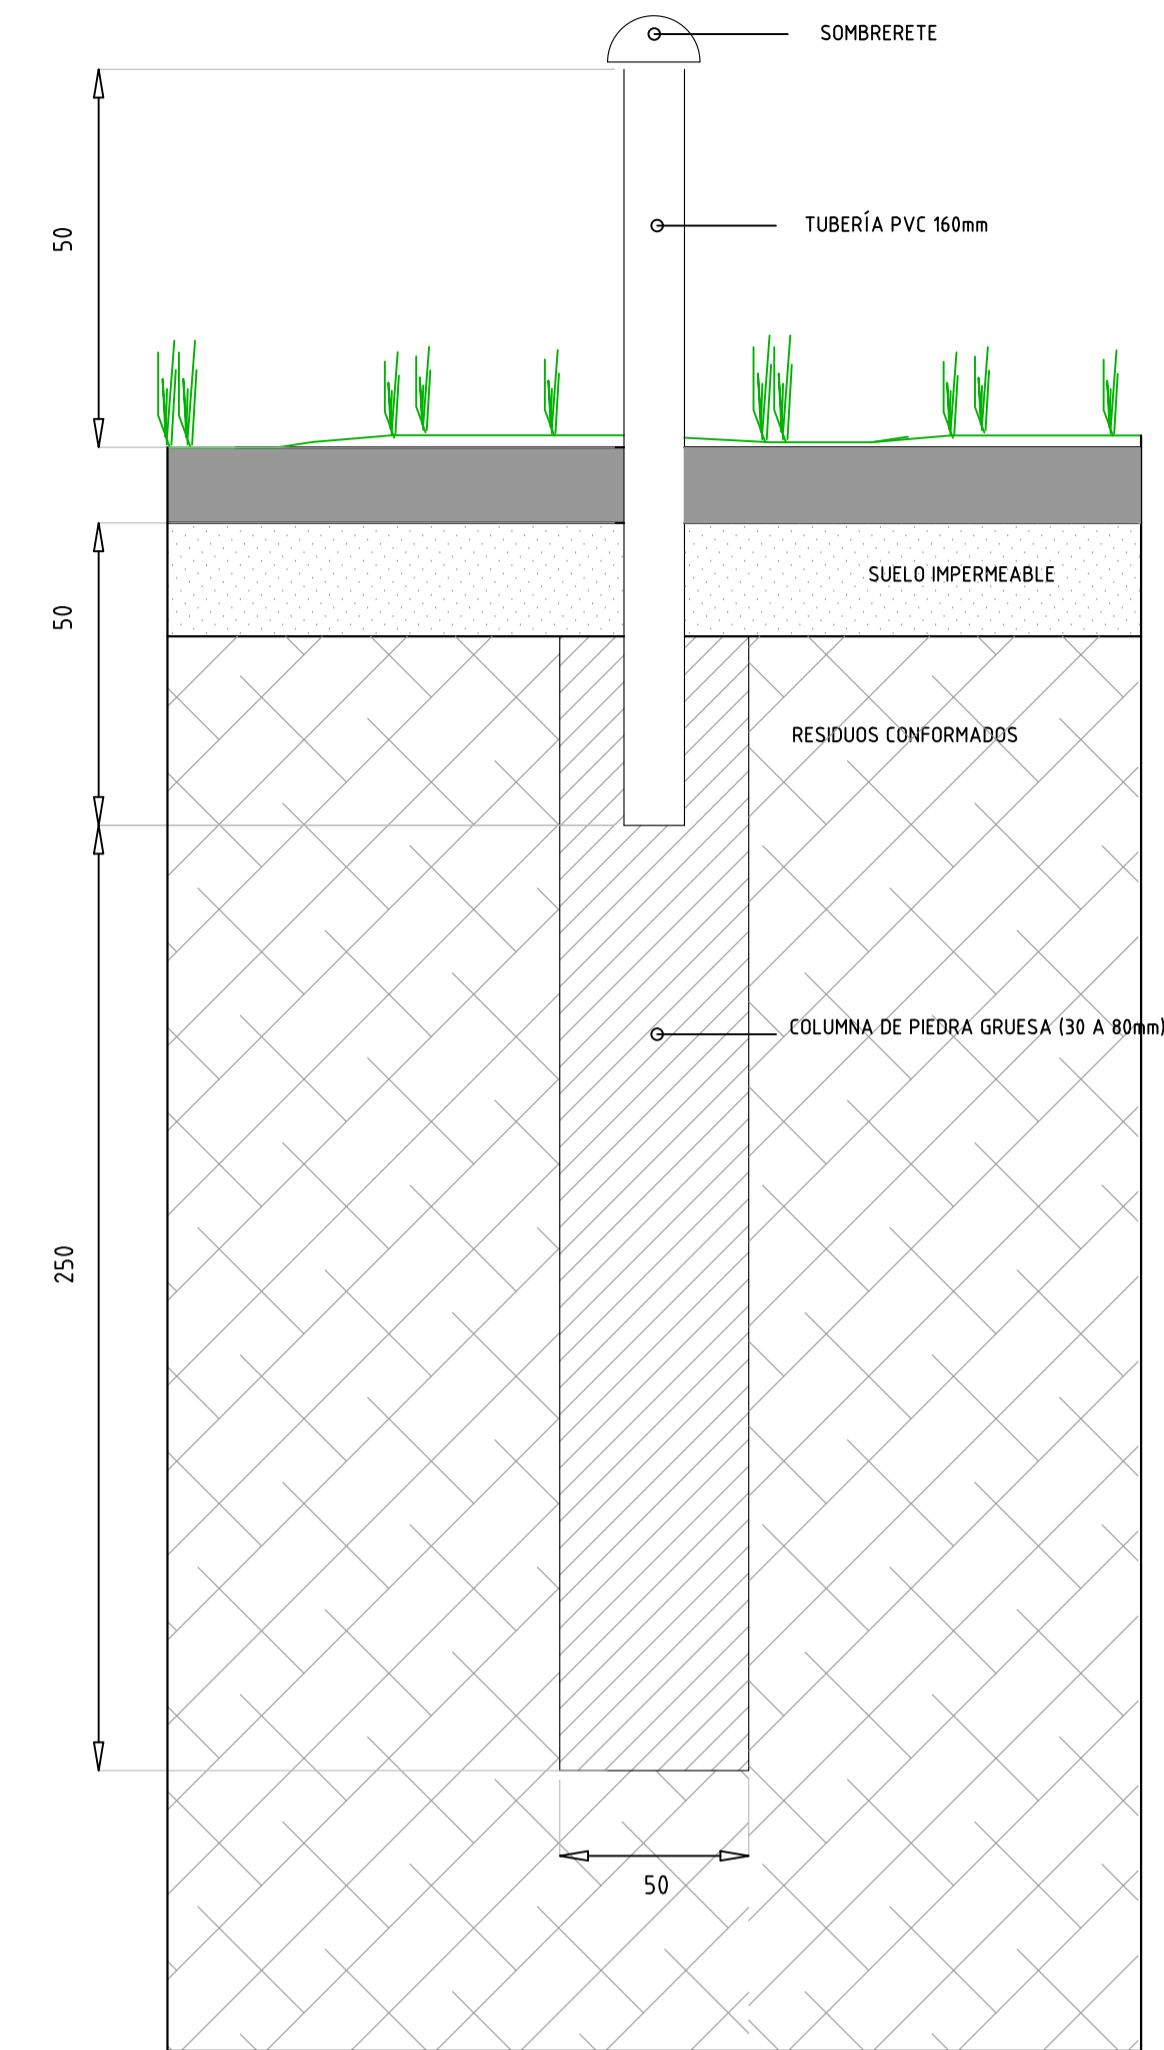 SOMBRERETE
50
TUBERÍA PVC 160mm
SUELO IMPERMEABLE
50
RESIDUOS CONFORMADOS
COLUMNA DE PIEDRA GRUESA (30 A 80mm)
250
50